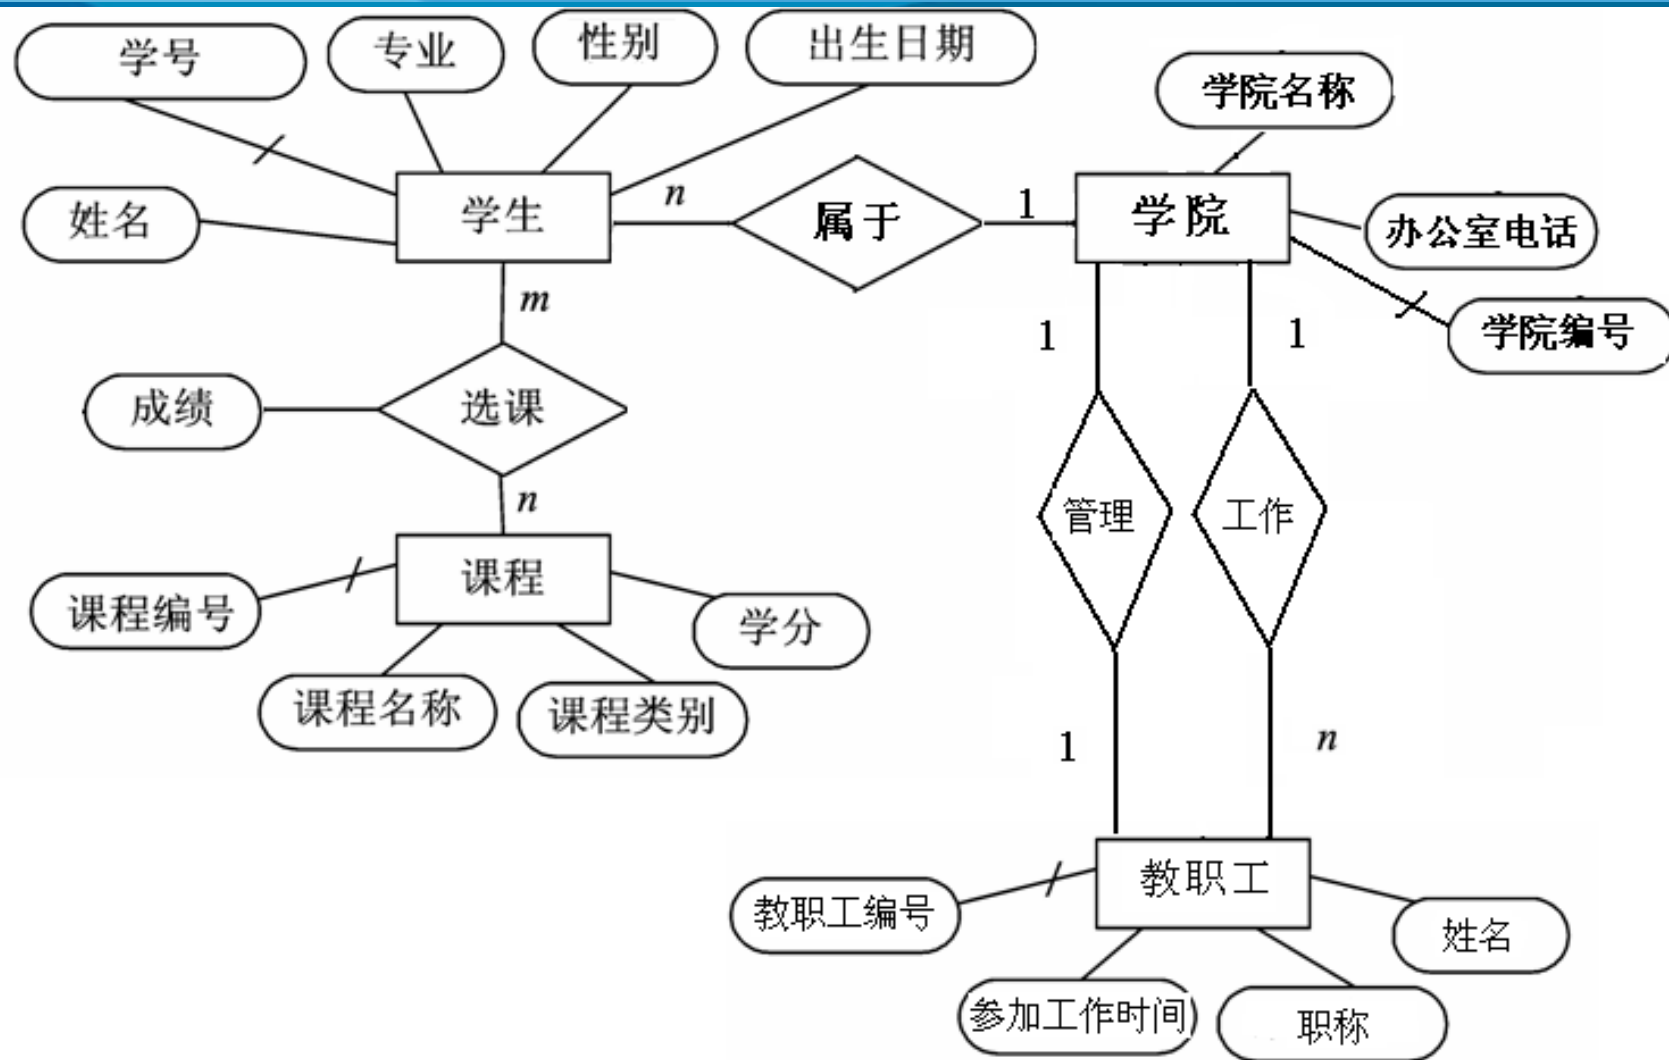 学号
专业
性别
出生日期
学院名称
姓名
学生
n
属于
1
学院
办公室电话
m
1
1
学院编号
成绩
选课
n
管理
工作
课程
课程编号
学分
课程名称
课程类别
1
n
教职工
教职工编号
姓名
参加工作时间
职称